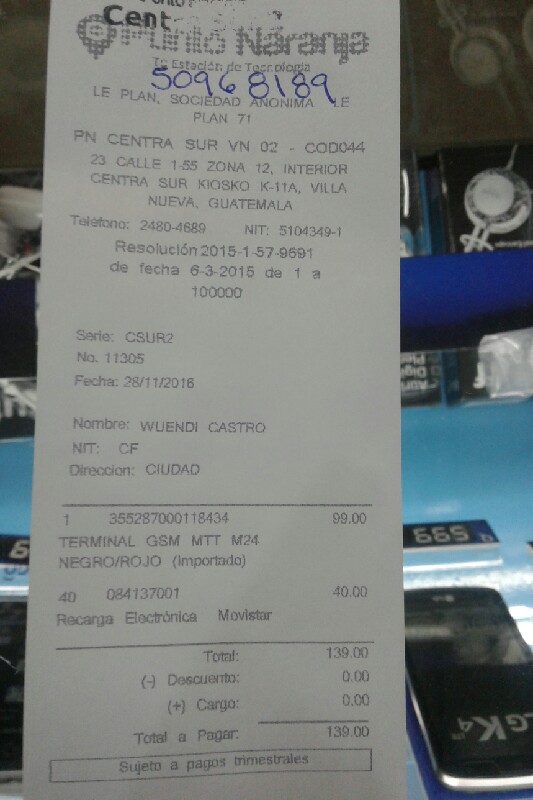 Cent
Punto Naranja
Tu Estación de Tecnología
50968189
LE PLAN, SOCIEDAD ANONIMA LE
PLAN 71
PN CENTRA SUR VN 02 - COD044
23 CALLE 1-55 ZONA 12, INTERIOR
CENTRA SUR KIOSKO K-11A, VILLA
NUEVA, GUATEMALA
Teléfono: 2480-4689 NIT: 5104349-1
Resolución 2015-1-57-9691
de fecha 6-3-2015 de 1 a
100000
Serie: CSUR2
No. 11305
Fecha: 28/11/2016
Nombre: WUENDI CASTRO
NIT: CF
Direccion: CIUDAD
1 355287000118434 99.00
TERMINAL GSM MTT M24
NEGRO/ROJO (Importado)
40 084137001 40.00
Recarga Electrónica Movistar
Total: 139.00
(-) Descuento: 0.00
(+) Cargo: 0.00
Total a Pagar: 139.00
Sujeto a pagos trimestrales
699
LG K4